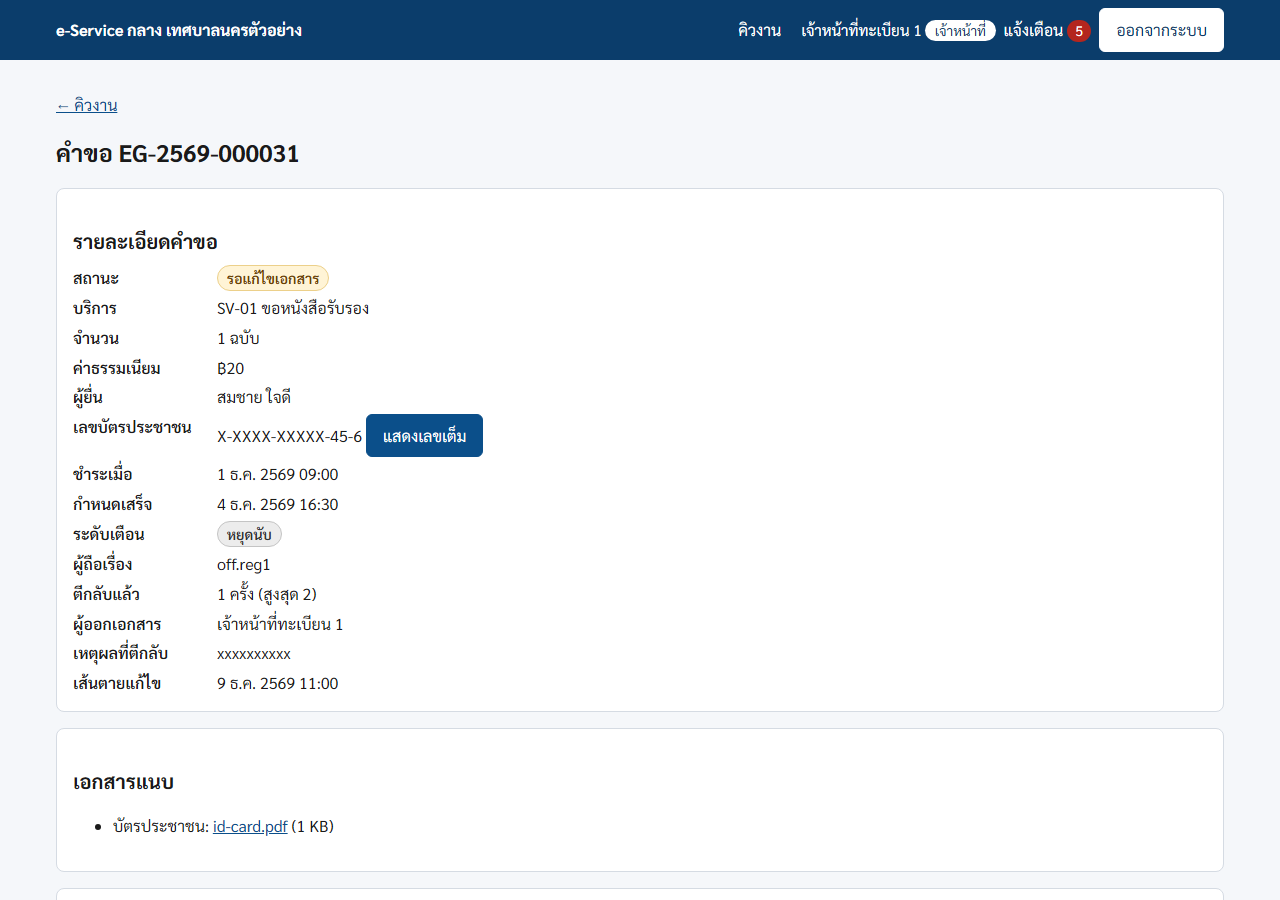 e-Service กลาง เทศบาลนครตัวอย่าง
คิวงาน เจ้าหน้าที่ทะเบียน 1 เจ้าหน้าที่ แจ้งเตือน 5 ออกจากระบบ
← คิวงาน
คำขอ EG-2569-000031
รายละเอียดคำขอ
สถานะ รอแก้ไขเอกสาร
บริการ SV-01 ขอหนังสือรับรอง
จำนวน 1 ฉบับ
ค่าธรรมเนียม ฿20
ผู้ยื่น สมชาย ใจดี
เลขบัตรประชาชน X-XXXX-XXXXX-45-6 แสดงเลขเต็ม
ชำระเมื่อ 1 ธ.ค. 2569 09:00
กำหนดเสร็จ 4 ธ.ค. 2569 16:30
ระดับเตือน หยุดนับ
ผู้ถือเรื่อง off.reg1
ตีกลับแล้ว 1 ครั้ง (สูงสุด 2)
ผู้ออกเอกสาร เจ้าหน้าที่ทะเบียน 1
เหตุผลที่ตีกลับ xxxxxxxxxx
เส้นตายแก้ไข 9 ธ.ค. 2569 11:00
เอกสารแนบ
• บัตรประชาชน: id-card.pdf (1 KB)